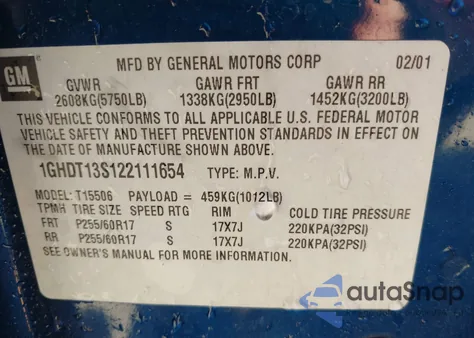 GM
MFD BY GENERAL MOTORS CORP 02/01
GVWR GAWR FRT GAWR RR
2608KG(5750LB) 1338KG(2950LB) 1452KG(3200LB)
THIS VEHICLE CONFORMS TO ALL APPLICABLE U.S. FEDERAL MOTOR
VEHICLE SAFETY AND THEFT PREVENTION STANDARDS IN EFFECT ON
THE DATE OF MANUFACTURE SHOWN ABOVE.
1GHDT13S122111654 TYPE: M.P.V.
MODEL: T15506 PAYLOAD = 459KG(1012LB)
TPMH TIRE SIZE SPEED RTG RIM COLD TIRE PRESSURE
FRT P255/60R17 S 17X7J 220KPA(32PSI)
RR P255/60R17 S 17X7J 220KPA(32PSI)
SEE OWNER'S MANUAL FOR MORE INFORMATION.
autoSnap